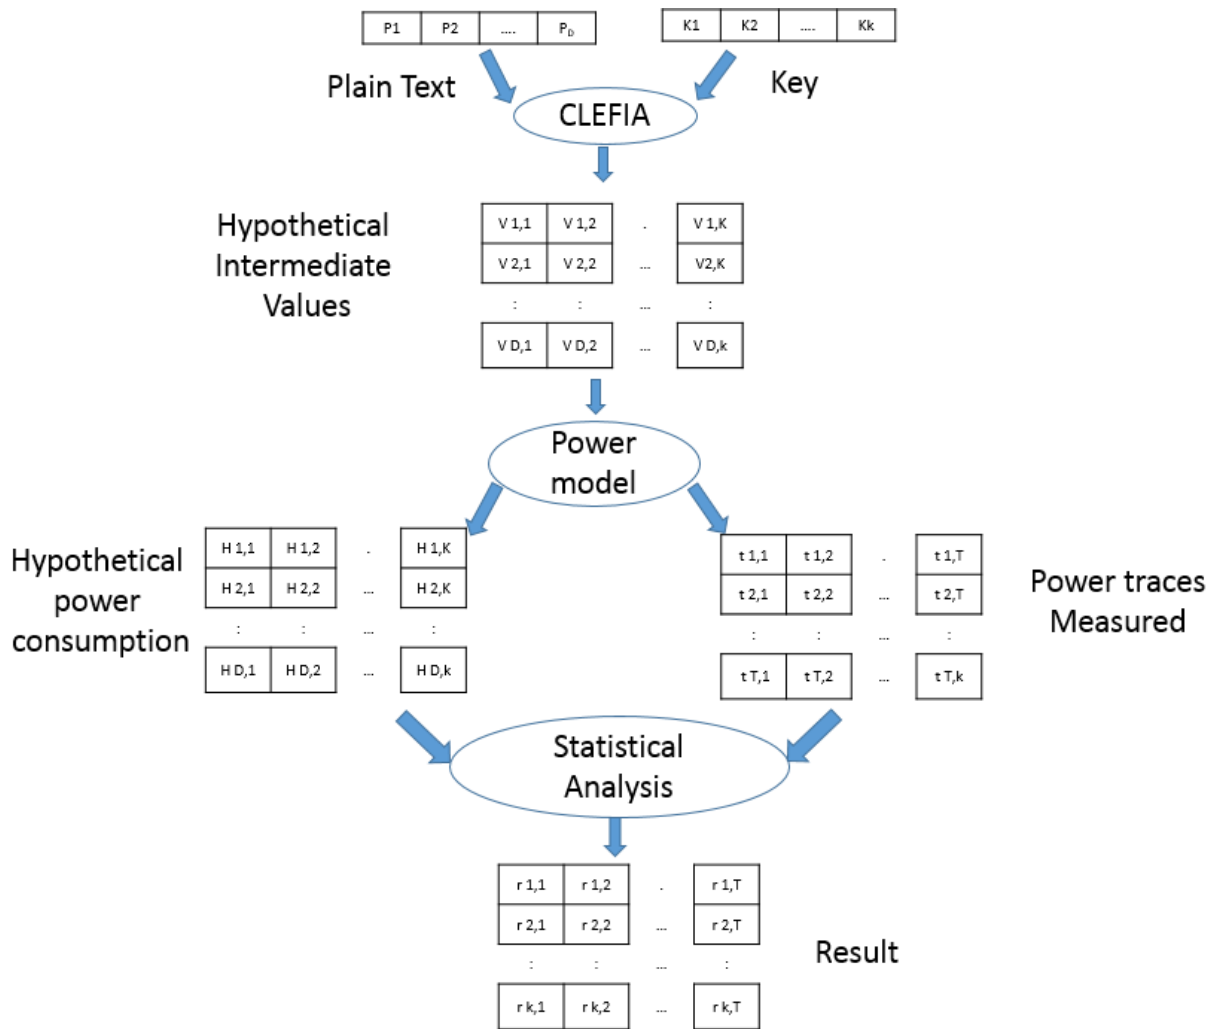 P1 P2 .... PD K1 K2 .... Kk
Plain Text Key
CLEFIA
Hypothetical
Intermediate
Values
V 1,1 V 1,2 . V 1,K
V 2,1 V 2,2 ... V2,K
: : ... :
V D,1 V D,2 ... V D,k
Power
model
Hypothetical
power
consumption
H 1,1 H 1,2 . H 1,K
H 2,1 H 2,2 ... H 2,K
: : ... :
H D,1 H D,2 ... H D,k
t 1,1 t 1,2 . t 1,T
t 2,1 t 2,2 ... t 2,T
: : ... :
t T,1 t T,2 ... t T,k
Power traces
Measured
Statistical
Analysis
r 1,1 r 1,2 . r 1,T
r 2,1 r 2,2 ... r 2,T
: : ... :
r k,1 r k,2 ... r k,T
Result